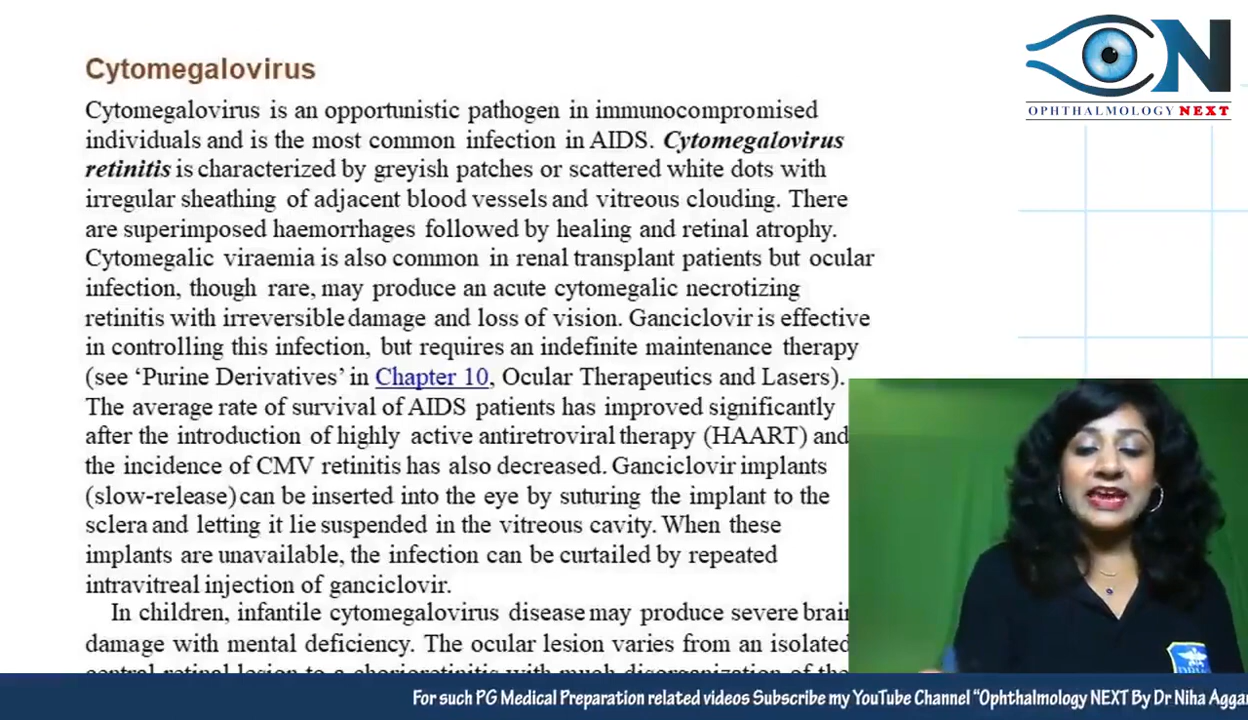 Cytomegalovirus
Cytomegalovirus is an opportunistic pathogen in immunocompromised
individuals and is the most common infection in AIDS. Cytomegalovirus
retinitis is characterized by greyish patches or scattered white dots with
irregular sheathing of adjacent blood vessels and vitreous clouding. There
are superimposed haemorrhages followed by healing and retinal atrophy.
Cytomegalic viraemia is also common in renal transplant patients but ocular
infection, though rare, may produce an acute cytomegalic necrotizing
retinitis with irreversible damage and loss of vision. Ganciclovir is effective
in controlling this infection, but requires an indefinite maintenance therapy
(see ‘Purine Derivatives’ in Chapter 10, Ocular Therapeutics and Lasers).
The average rate of survival of AIDS patients has improved significantly
after the introduction of highly active antiretroviral therapy (HAART) and
the incidence of CMV retinitis has also decreased. Ganciclovir implants
(slow-release) can be inserted into the eye by suturing the implant to the
sclera and letting it lie suspended in the vitreous cavity. When these
implants are unavailable, the infection can be curtailed by repeated
intravitreal injection of ganciclovir.
In children, infantile cytomegalovirus disease may produce severe brain
damage with mental deficiency. The ocular lesion varies from an isolated
central retinal lesion to a chorioretinitis with such disorganization of the
N
OPHTHALMOLOGY NEXT
For such PG Medical Preparation related videos Subscribe my YouTube Channel “Ophthalmology NEXT By Dr Niha Aggar